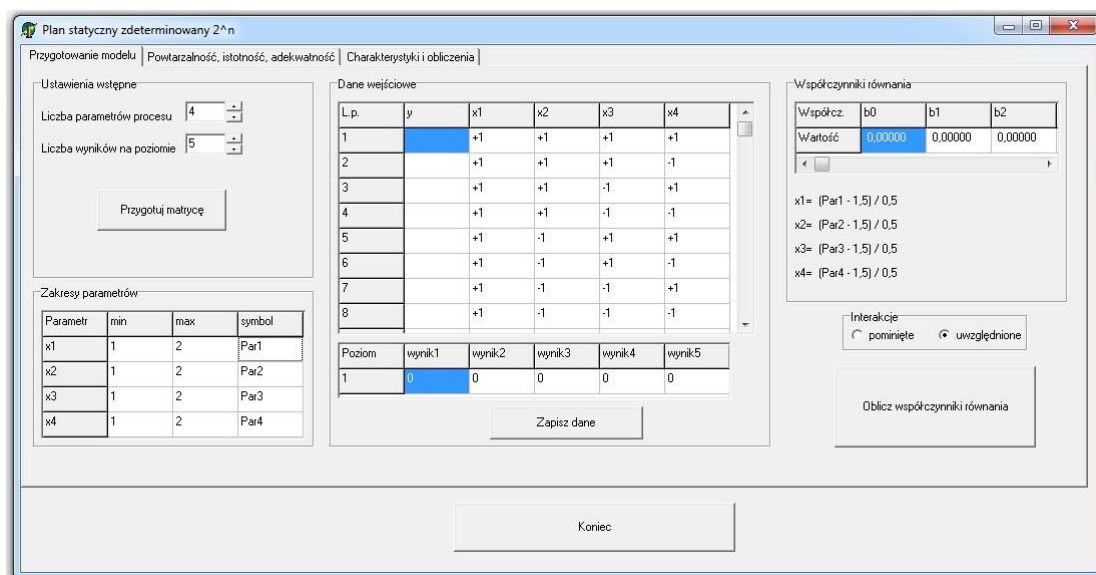 Plan statyczny zdeterminowany 2^n
Przygotowanie modelu Powtarzalność, istotność, adekwatność Charakterystyki i obliczenia
Ustawienia wstępne
Liczba parametrów procesu 4
Liczba wyników na poziomie 5
Przygotuj matrycę
Zakresy parametrów
Parametr min max symbol
x1 1 2 Par1
x2 1 2 Par2
x3 1 2 Par3
x4 1 2 Par4
Dane wejściowe
L.p. y x1 x2 x3 x4
1 +1 +1 +1 +1
2 +1 +1 +1 -1
3 +1 +1 -1 +1
4 +1 +1 -1 -1
5 +1 -1 +1 +1
6 +1 -1 +1 -1
7 +1 -1 -1 +1
8 +1 -1 -1 -1
Poziom wynik1 wynik2 wynik3 wynik4 wynik5
1 0 0 0 0 0
Zapisz dane
Współczynniki równania
Współcz. b0 b1 b2
Wartość 0,00000 0,00000 0,00000
x1= (Par1 - 1,5) / 0,5
x2= (Par2 - 1,5) / 0,5
x3= (Par3 - 1,5) / 0,5
x4= (Par4 - 1,5) / 0,5
Interakcje
pominięte uwzględnione
Oblicz współczynniki równania
Koniec